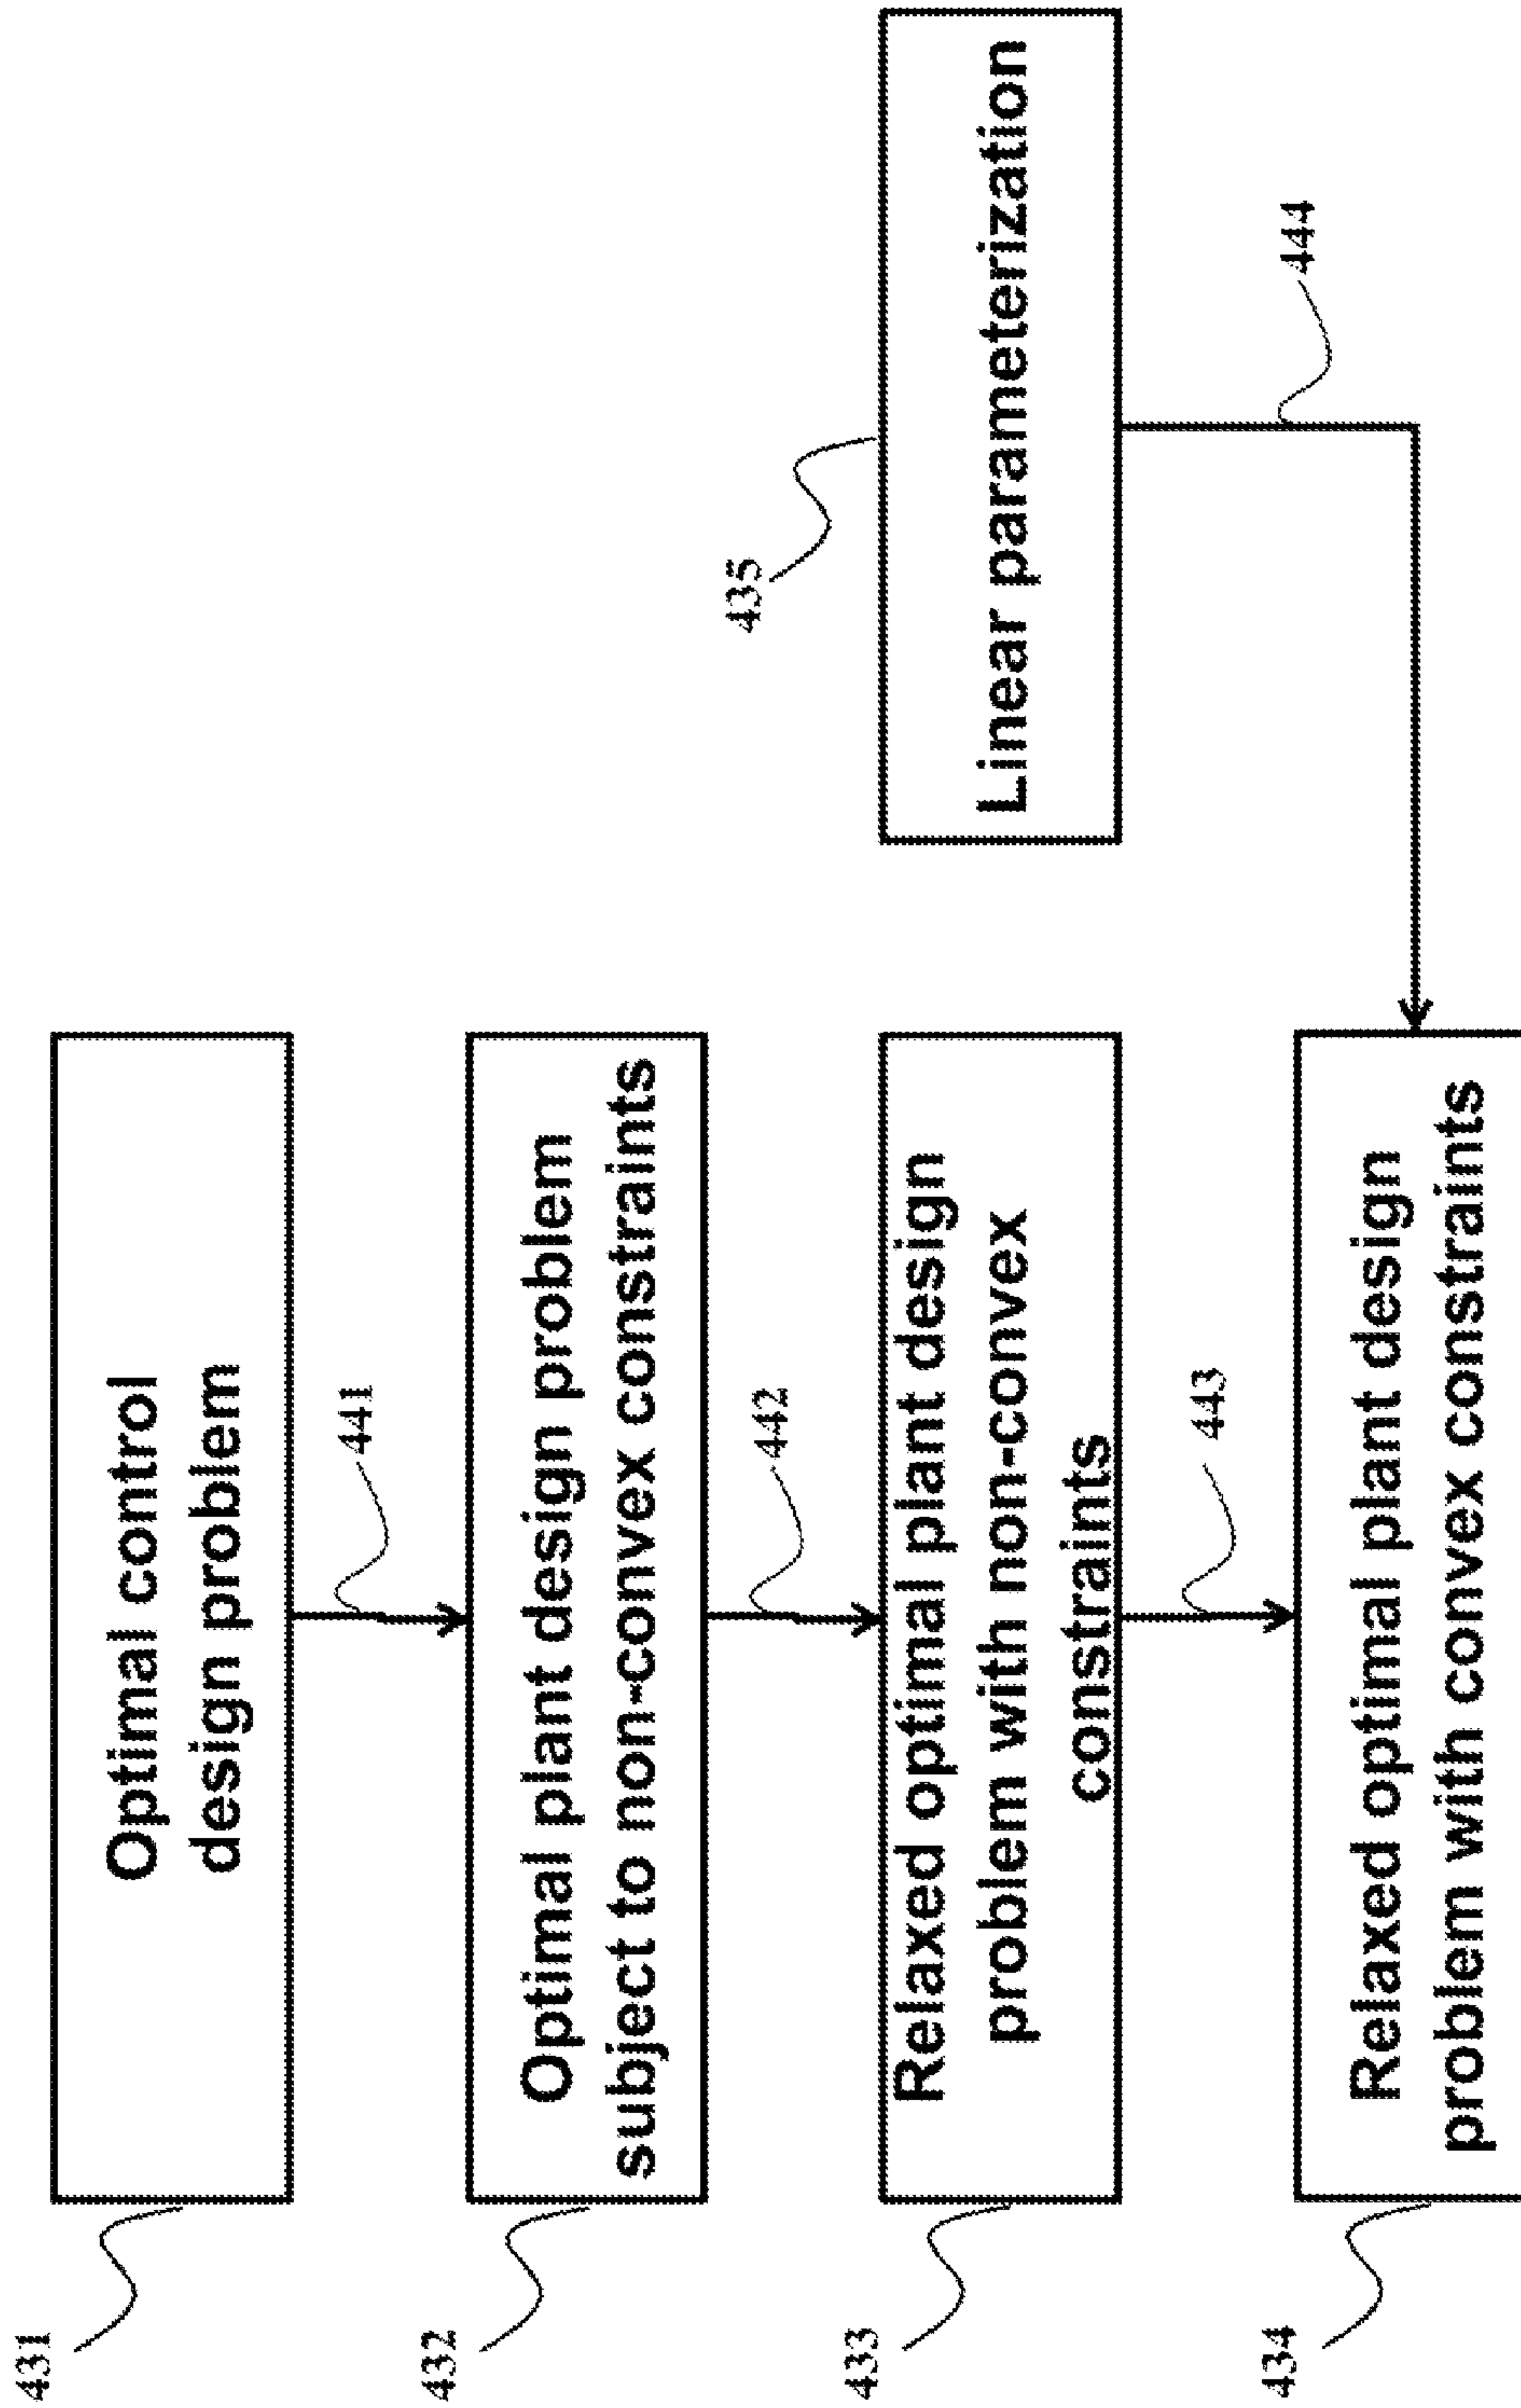 431
Optimal control
design problem
441
432
Optimal plant design problem
subject to non-convex constraints
442
433
Relaxed optimal plant design
problem with non-convex
constraints
435
Linear parameterization
443
444
434
Relaxed optimal plant design
problem with convex constraints